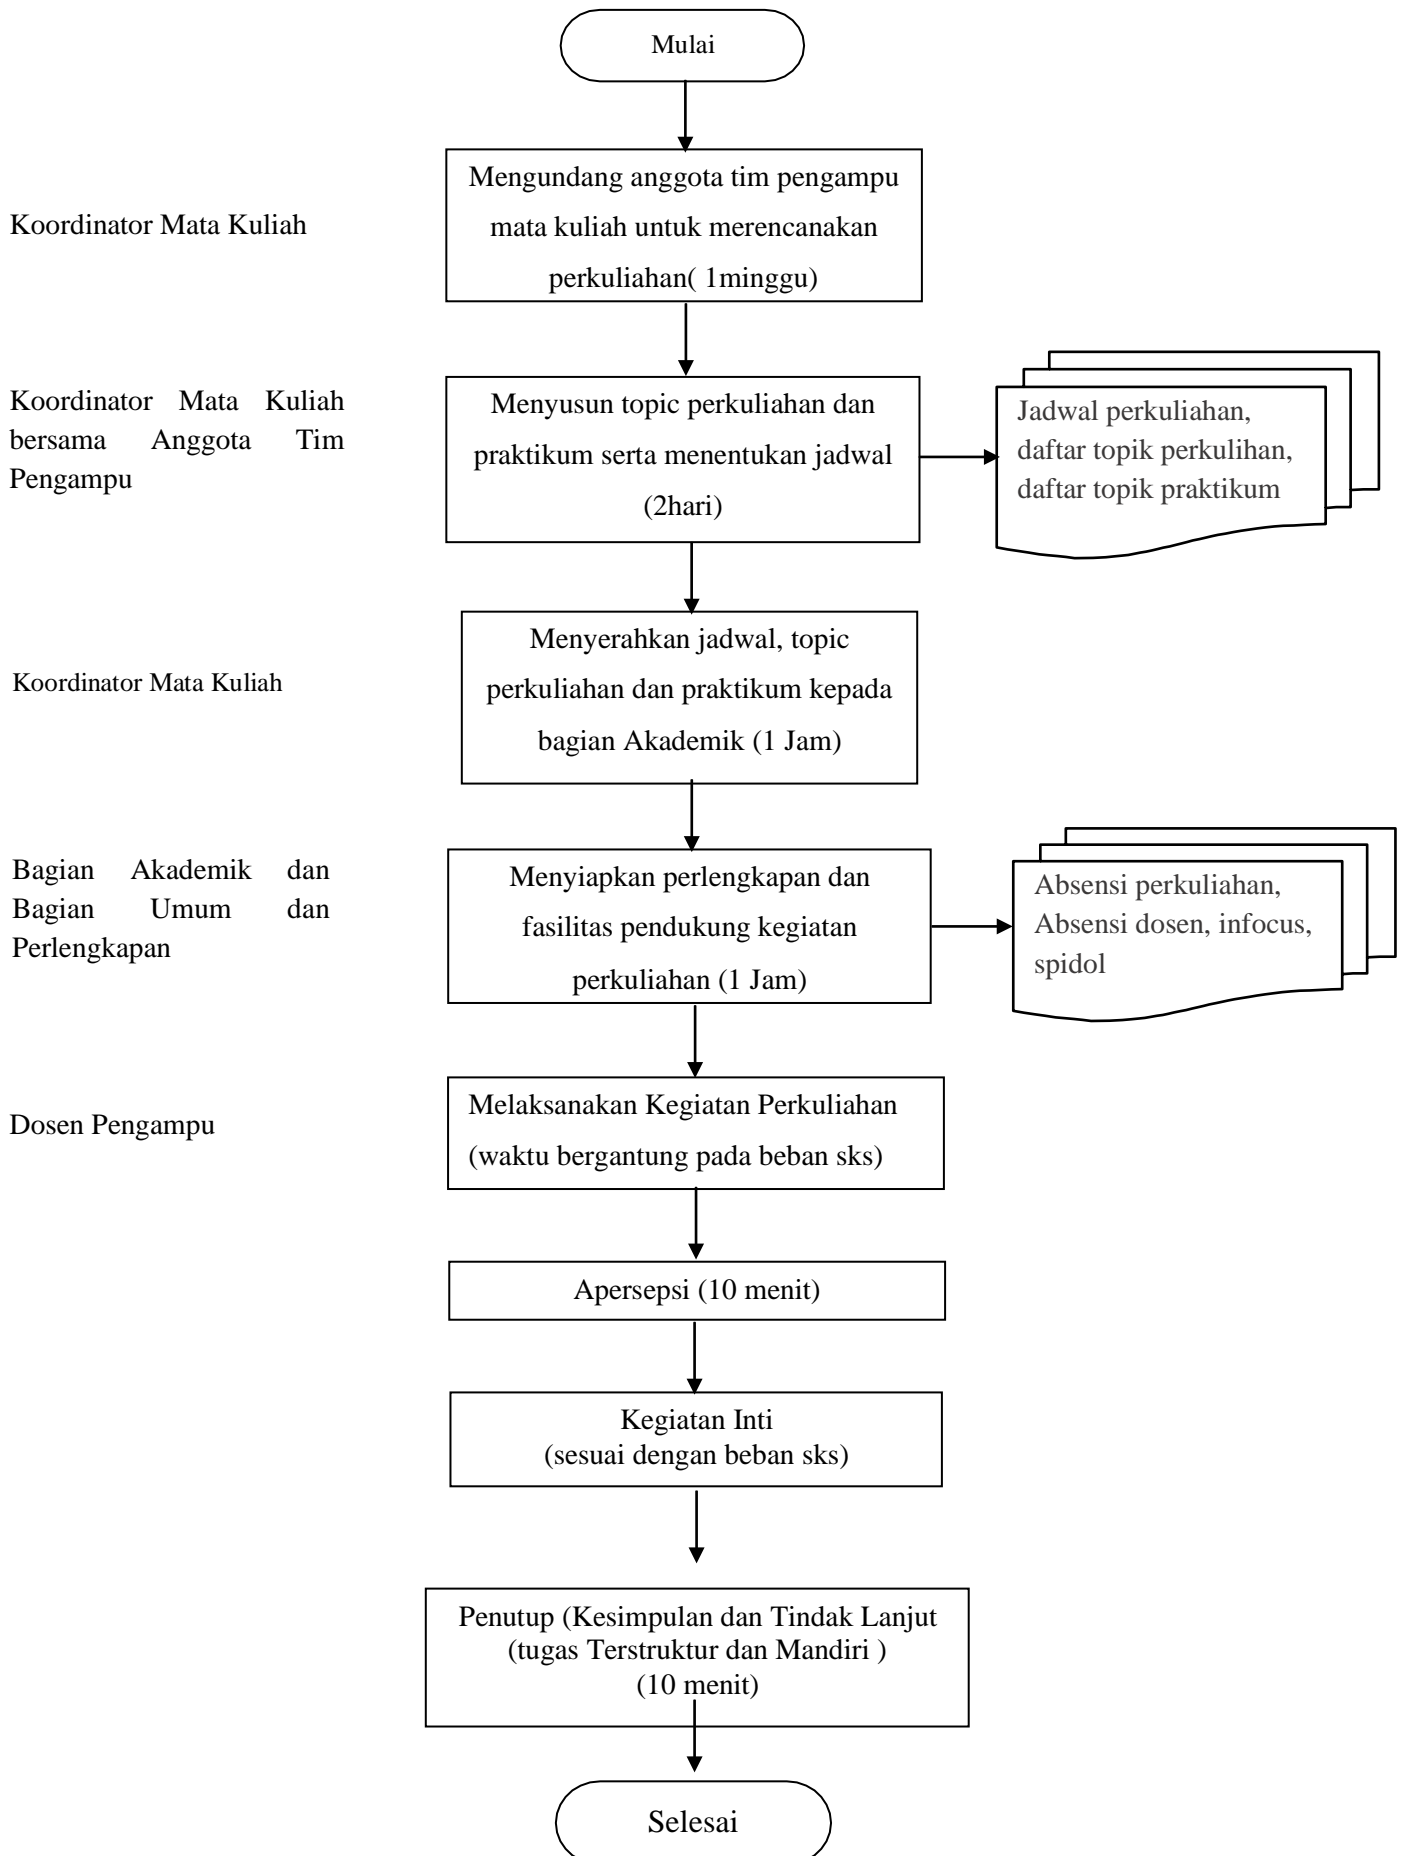 Mulai
Koordinator Mata Kuliah
Mengundang anggota tim pengampu
mata kuliah untuk merencanakan
perkuliahan( 1minggu)
Koordinator Mata Kuliah
bersama Anggota Tim
Pengampu
Menyusun topic perkuliahan dan
praktikum serta menentukan jadwal
(2hari)
Jadwal perkuliahan,
daftar topik perkulihan,
daftar topik praktikum
Koordinator Mata Kuliah
Menyerahkan jadwal, topic
perkuliahan dan praktikum kepada
bagian Akademik (1 Jam)
Bagian Akademik dan
Bagian Umum dan
Perlengkapan
Menyiapkan perlengkapan dan
fasilitas pendukung kegiatan
perkuliahan (1 Jam)
Absensi perkuliahan,
Absensi dosen, infocus,
spidol
Dosen Pengampu
Melaksanakan Kegiatan Perkuliahan
(waktu bergantung pada beban sks)
Apersepsi (10 menit)
Kegiatan Inti
(sesuai dengan beban sks)
Penutup (Kesimpulan dan Tindak Lanjut
(tugas Terstruktur dan Mandiri )
(10 menit)
Selesai